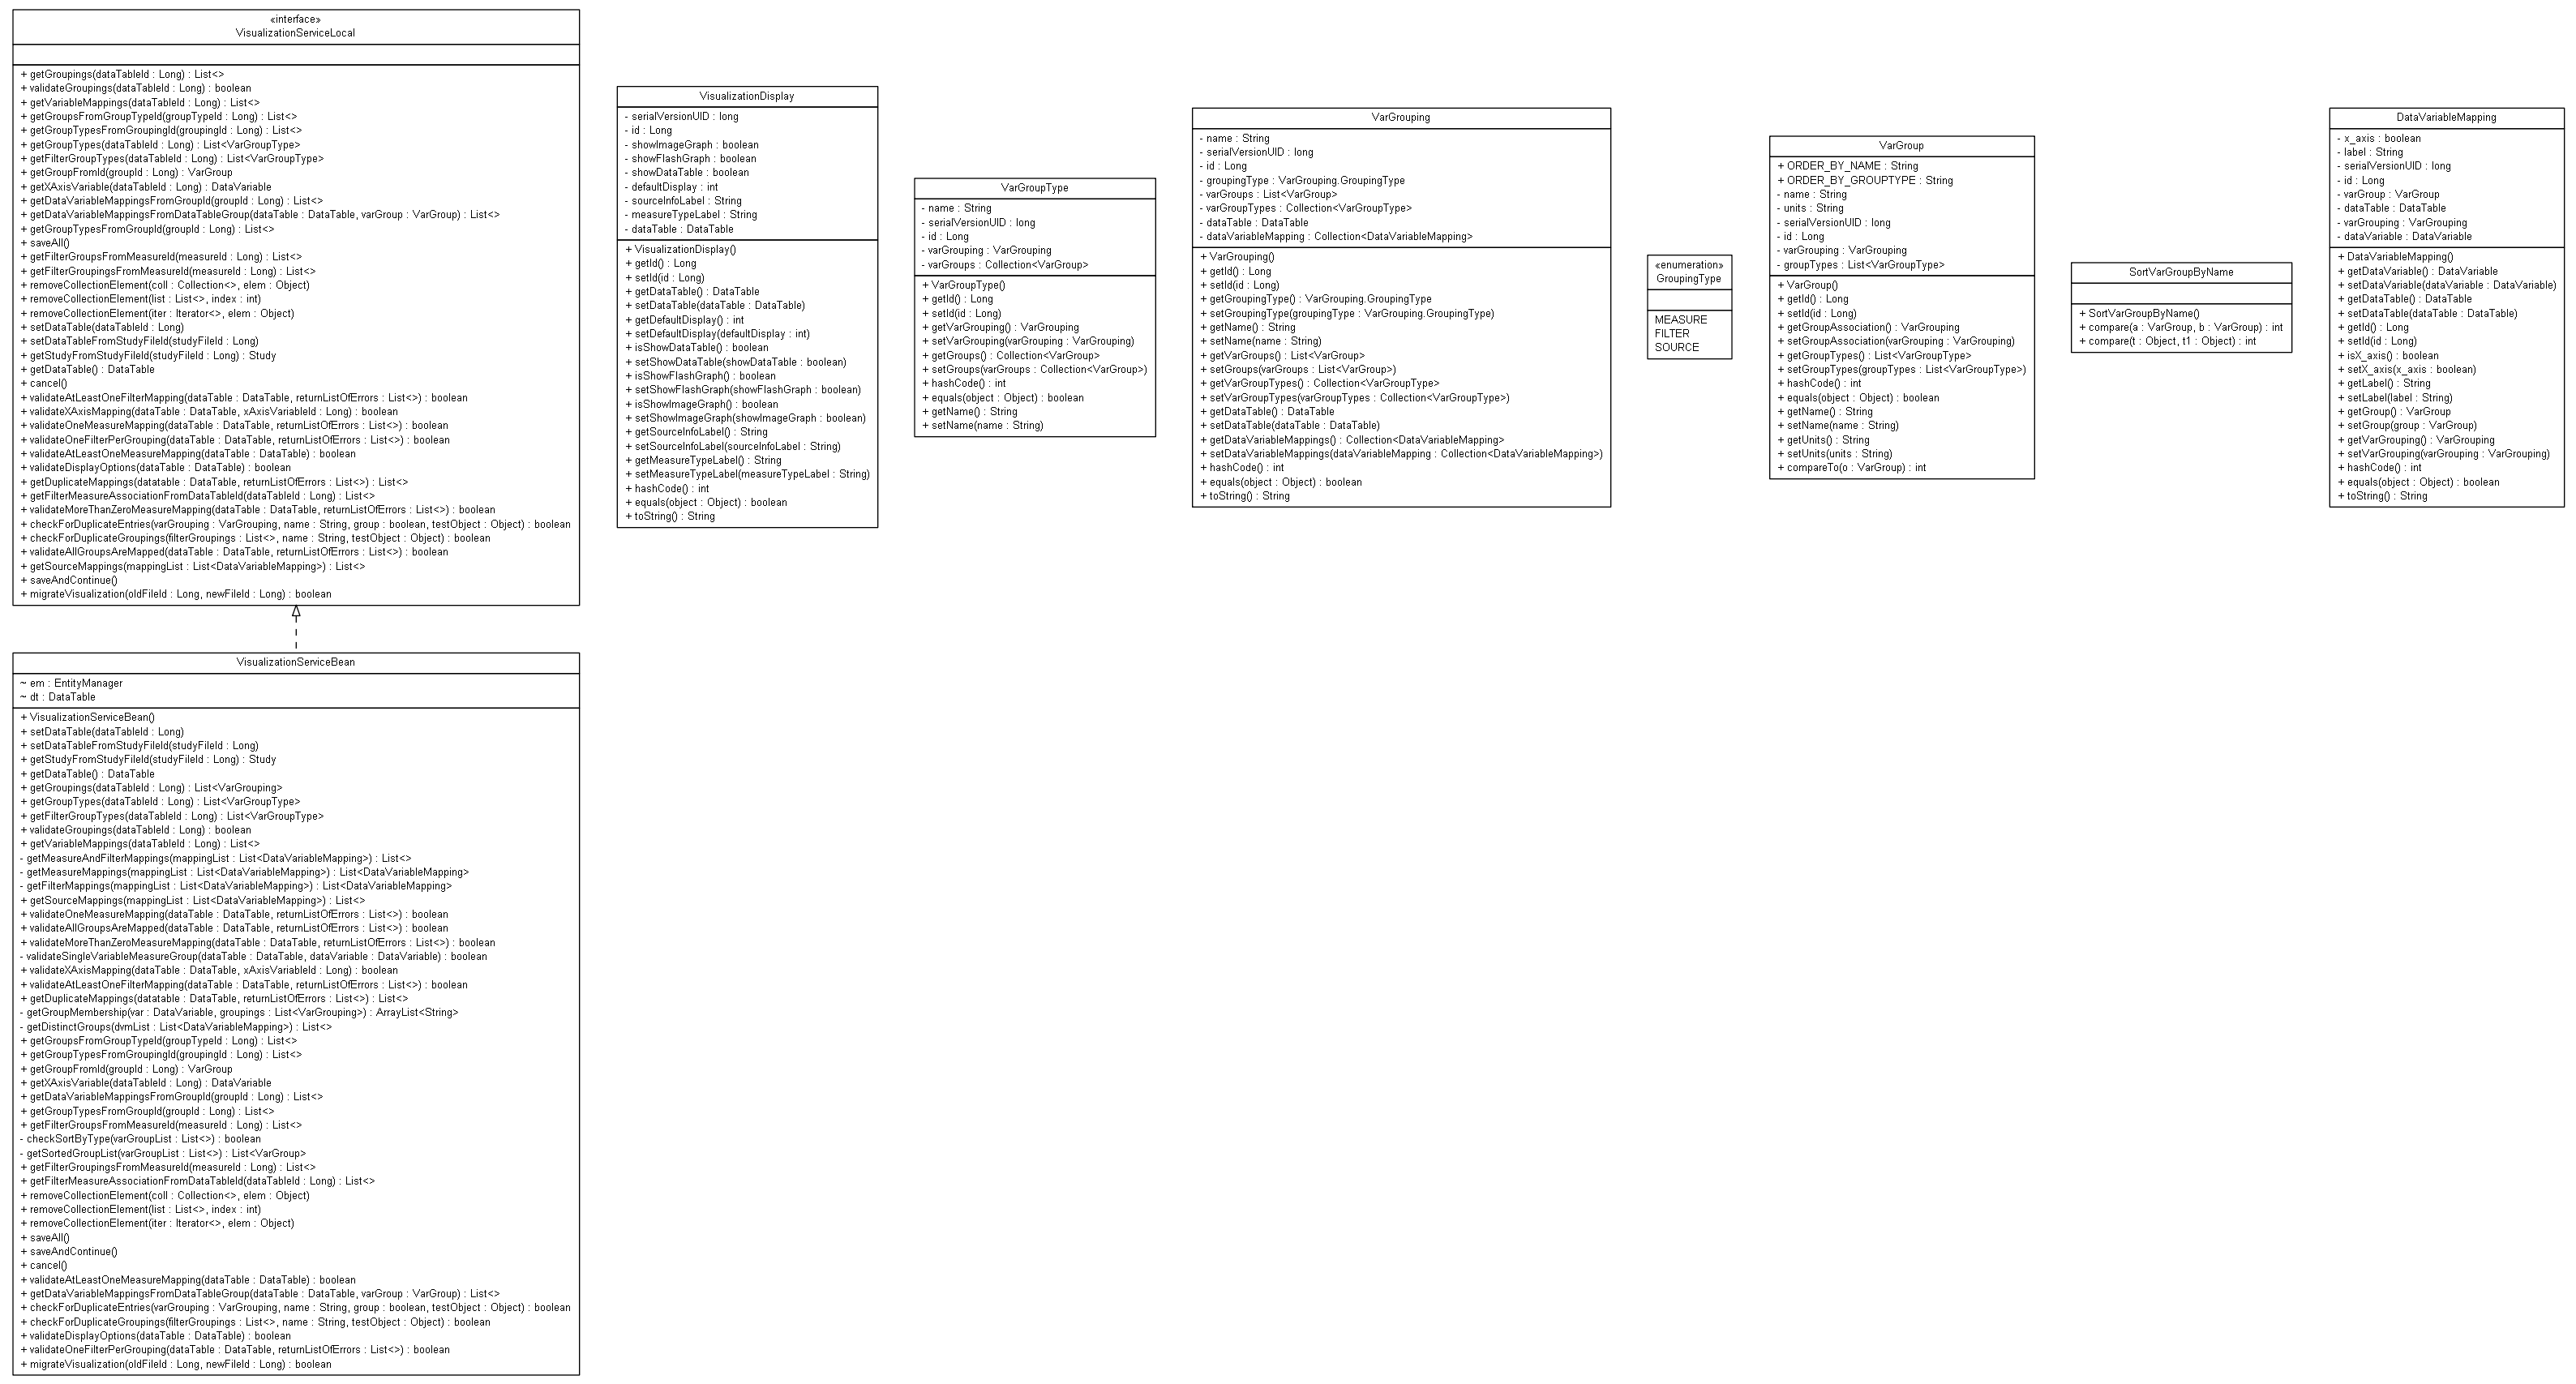 «interface»
VisualizationServiceLocal
+ getGroupings(dataTableId : Long) : List<>
+ validateGroupings(dataTableId : Long) : boolean
+ getVariableMappings(dataTableId : Long) : List<>
+ getGroupsFromGroupTypeId(groupTypeId : Long) : List<>
+ getGroupTypesFromGroupingId(groupingId : Long) : List<>
+ getGroupTypes(dataTableId : Long) : List<VarGroupType>
+ getFilterGroupTypes(dataTableId : Long) : List<VarGroupType>
+ getGroupFromId(groupId : Long) : VarGroup
+ getXAxisVariable(dataTableId : Long) : DataVariable
+ getDataVariableMappingsFromGroupId(groupId : Long) : List<>
+ getDataVariableMappingsFromDataTableGroup(dataTable : DataTable, varGroup : VarGroup) : List<>
+ getGroupTypesFromGroupId(groupId : Long) : List<>
+ saveAll()
+ getFilterGroupsFromMeasureId(measureId : Long) : List<>
+ getFilterGroupingsFromMeasureId(measureId : Long) : List<>
+ removeCollectionElement(coll : Collection<>, elem : Object)
+ removeCollectionElement(list : List<>, index : int)
+ removeCollectionElement(iter : Iterator<>, elem : Object)
+ setDataTable(dataTableId : Long)
+ setDataTableFromStudyFileId(studyFileId : Long)
+ getStudyFromStudyFileId(studyFileId : Long) : Study
+ getDataTable() : DataTable
+ cancel()
+ validateAtLeastOneFilterMapping(dataTable : DataTable, returnListOfErrors : List<>) : boolean
+ validateXAxisMapping(dataTable : DataTable, xAxisVariableId : Long) : boolean
+ validateOneMeasureMapping(dataTable : DataTable, returnListOfErrors : List<>) : boolean
+ validateOneFilterPerGrouping(dataTable : DataTable, returnListOfErrors : List<>) : boolean
+ validateAtLeastOneMeasureMapping(dataTable : DataTable) : boolean
+ validateDisplayOptions(dataTable : DataTable) : boolean
+ getDuplicateMappings(datatable : DataTable, returnListOfErrors : List<>) : List<>
+ getFilterMeasureAssociationFromDataTableId(dataTableId : Long) : List<>
+ validateMoreThanZeroMeasureMapping(dataTable : DataTable, returnListOfErrors : List<>) : boolean
+ checkForDuplicateEntries(varGrouping : VarGrouping, name : String, group : boolean, testObject : Object) : boolean
+ checkForDuplicateGroupings(filterGroupings : List<>, name : String, testObject : Object) : boolean
+ validateAllGroupsAreMapped(dataTable : DataTable, returnListOfErrors : List<>) : boolean
+ getSourceMappings(mappingList : List<DataVariableMapping>) : List<>
+ saveAndContinue()
+ migrateVisualization(oldFileId : Long, newFileId : Long) : boolean
VisualizationServiceBean
~ em : EntityManager
~ dt : DataTable
+ VisualizationServiceBean()
+ setDataTable(dataTableId : Long)
+ setDataTableFromStudyFileId(studyFileId : Long)
+ getStudyFromStudyFileId(studyFileId : Long) : Study
+ getDataTable() : DataTable
+ getGroupings(dataTableId : Long) : List<VarGrouping>
+ getGroupTypes(dataTableId : Long) : List<VarGroupType>
+ getFilterGroupTypes(dataTableId : Long) : List<VarGroupType>
+ validateGroupings(dataTableId : Long) : boolean
+ getVariableMappings(dataTableId : Long) : List<>
- getMeasureAndFilterMappings(mappingList : List<DataVariableMapping>) : List<>
- getMeasureMappings(mappingList : List<DataVariableMapping>) : List<DataVariableMapping>
- getFilterMappings(mappingList : List<DataVariableMapping>) : List<DataVariableMapping>
+ getSourceMappings(mappingList : List<DataVariableMapping>) : List<>
+ validateOneMeasureMapping(dataTable : DataTable, returnListOfErrors : List<>) : boolean
+ validateAllGroupsAreMapped(dataTable : DataTable, returnListOfErrors : List<>) : boolean
+ validateMoreThanZeroMeasureMapping(dataTable : DataTable, returnListOfErrors : List<>) : boolean
- validateSingleVariableMeasureGroup(dataTable : DataTable, dataVariable : DataVariable) : boolean
+ validateXAxisMapping(dataTable : DataTable, xAxisVariableId : Long) : boolean
+ validateAtLeastOneFilterMapping(dataTable : DataTable, returnListOfErrors : List<>) : boolean
+ getDuplicateMappings(datatable : DataTable, returnListOfErrors : List<>) : List<>
- getGroupMembership(var : DataVariable, groupings : List<VarGrouping>) : ArrayList<String>
- getDistinctGroups(dvmList : List<DataVariableMapping>) : List<>
+ getGroupsFromGroupTypeId(groupTypeId : Long) : List<>
+ getGroupTypesFromGroupingId(groupingId : Long) : List<>
+ getGroupFromId(groupId : Long) : VarGroup
+ getXAxisVariable(dataTableId : Long) : DataVariable
+ getDataVariableMappingsFromGroupId(groupId : Long) : List<>
+ getGroupTypesFromGroupId(groupId : Long) : List<>
+ getFilterGroupsFromMeasureId(measureId : Long) : List<>
- checkSortByType(varGroupList : List<>) : boolean
- getSortedGroupList(varGroupList : List<>) : List<VarGroup>
+ getFilterGroupingsFromMeasureId(measureId : Long) : List<>
+ getFilterMeasureAssociationFromDataTableId(dataTableId : Long) : List<>
+ removeCollectionElement(coll : Collection<>, elem : Object)
+ removeCollectionElement(list : List<>, index : int)
+ removeCollectionElement(iter : Iterator<>, elem : Object)
+ saveAll()
+ saveAndContinue()
+ cancel()
+ validateAtLeastOneMeasureMapping(dataTable : DataTable) : boolean
+ getDataVariableMappingsFromDataTableGroup(dataTable : DataTable, varGroup : VarGroup) : List<>
+ checkForDuplicateEntries(varGrouping : VarGrouping, name : String, group : boolean, testObject : Object) : boolean
+ checkForDuplicateGroupings(filterGroupings : List<>, name : String, testObject : Object) : boolean
+ validateDisplayOptions(dataTable : DataTable) : boolean
+ validateOneFilterPerGrouping(dataTable : DataTable, returnListOfErrors : List<>) : boolean
+ migrateVisualization(oldFileId : Long, newFileId : Long) : boolean
VisualizationDisplay
- serialVersionUID : long
- id : Long
- showImageGraph : boolean
- showFlashGraph : boolean
- showDataTable : boolean
- defaultDisplay : int
- sourceInfoLabel : String
- measureTypeLabel : String
- dataTable : DataTable
+ VisualizationDisplay()
+ getId() : Long
+ setId(id : Long)
+ getDataTable() : DataTable
+ setDataTable(dataTable : DataTable)
+ getDefaultDisplay() : int
+ setDefaultDisplay(defaultDisplay : int)
+ isShowDataTable() : boolean
+ setShowDataTable(showDataTable : boolean)
+ isShowFlashGraph() : boolean
+ setShowFlashGraph(showFlashGraph : boolean)
+ isShowImageGraph() : boolean
+ setShowImageGraph(showImageGraph : boolean)
+ getSourceInfoLabel() : String
+ setSourceInfoLabel(sourceInfoLabel : String)
+ getMeasureTypeLabel() : String
+ setMeasureTypeLabel(measureTypeLabel : String)
+ hashCode() : int
+ equals(object : Object) : boolean
+ toString() : String
VarGroupType
- name : String
- serialVersionUID : long
- id : Long
- varGrouping : VarGrouping
- varGroups : Collection<VarGroup>
+ VarGroupType()
+ getId() : Long
+ setId(id : Long)
+ getVarGrouping() : VarGrouping
+ setVarGrouping(varGrouping : VarGrouping)
+ getGroups() : Collection<VarGroup>
+ setGroups(varGroups : Collection<VarGroup>)
+ hashCode() : int
+ equals(object : Object) : boolean
+ getName() : String
+ setName(name : String)
VarGrouping
- name : String
- serialVersionUID : long
- id : Long
- groupingType : VarGrouping.GroupingType
- varGroups : List<VarGroup>
- varGroupTypes : Collection<VarGroupType>
- dataTable : DataTable
- dataVariableMapping : Collection<DataVariableMapping>
+ VarGrouping()
+ getId() : Long
+ setId(id : Long)
+ getGroupingType() : VarGrouping.GroupingType
+ setGroupingType(groupingType : VarGrouping.GroupingType)
+ getName() : String
+ setName(name : String)
+ getVarGroups() : List<VarGroup>
+ setGroups(varGroups : List<VarGroup>)
+ getVarGroupTypes() : Collection<VarGroupType>
+ setVarGroupTypes(varGroupTypes : Collection<VarGroupType>)
+ getDataTable() : DataTable
+ setDataTable(dataTable : DataTable)
+ getDataVariableMappings() : Collection<DataVariableMapping>
+ setDataVariableMappings(dataVariableMapping : Collection<DataVariableMapping>)
+ hashCode() : int
+ equals(object : Object) : boolean
+ toString() : String
«enumeration»
GroupingType
MEASURE
FILTER
SOURCE
VarGroup
+ ORDER_BY_NAME : String
+ ORDER_BY_GROUPTYPE : String
- name : String
- units : String
- serialVersionUID : long
- id : Long
- varGrouping : VarGrouping
- groupTypes : List<VarGroupType>
+ VarGroup()
+ getId() : Long
+ setId(id : Long)
+ getGroupAssociation() : VarGrouping
+ setGroupAssociation(varGrouping : VarGrouping)
+ getGroupTypes() : List<VarGroupType>
+ setGroupTypes(groupTypes : List<VarGroupType>)
+ hashCode() : int
+ equals(object : Object) : boolean
+ getName() : String
+ setName(name : String)
+ getUnits() : String
+ setUnits(units : String)
+ compareTo(o : VarGroup) : int
SortVarGroupByName
+ SortVarGroupByName()
+ compare(a : VarGroup, b : VarGroup) : int
+ compare(t : Object, t1 : Object) : int
DataVariableMapping
- x_axis : boolean
- label : String
- serialVersionUID : long
- id : Long
- varGroup : VarGroup
- dataTable : DataTable
- varGrouping : VarGrouping
- dataVariable : DataVariable
+ DataVariableMapping()
+ getDataVariable() : DataVariable
+ setDataVariable(dataVariable : DataVariable)
+ getDataTable() : DataTable
+ setDataTable(dataTable : DataTable)
+ getId() : Long
+ setId(id : Long)
+ isX_axis() : boolean
+ setX_axis(x_axis : boolean)
+ getLabel() : String
+ setLabel(label : String)
+ getGroup() : VarGroup
+ setGroup(group : VarGroup)
+ getVarGrouping() : VarGrouping
+ setVarGrouping(varGrouping : VarGrouping)
+ hashCode() : int
+ equals(object : Object) : boolean
+ toString() : String